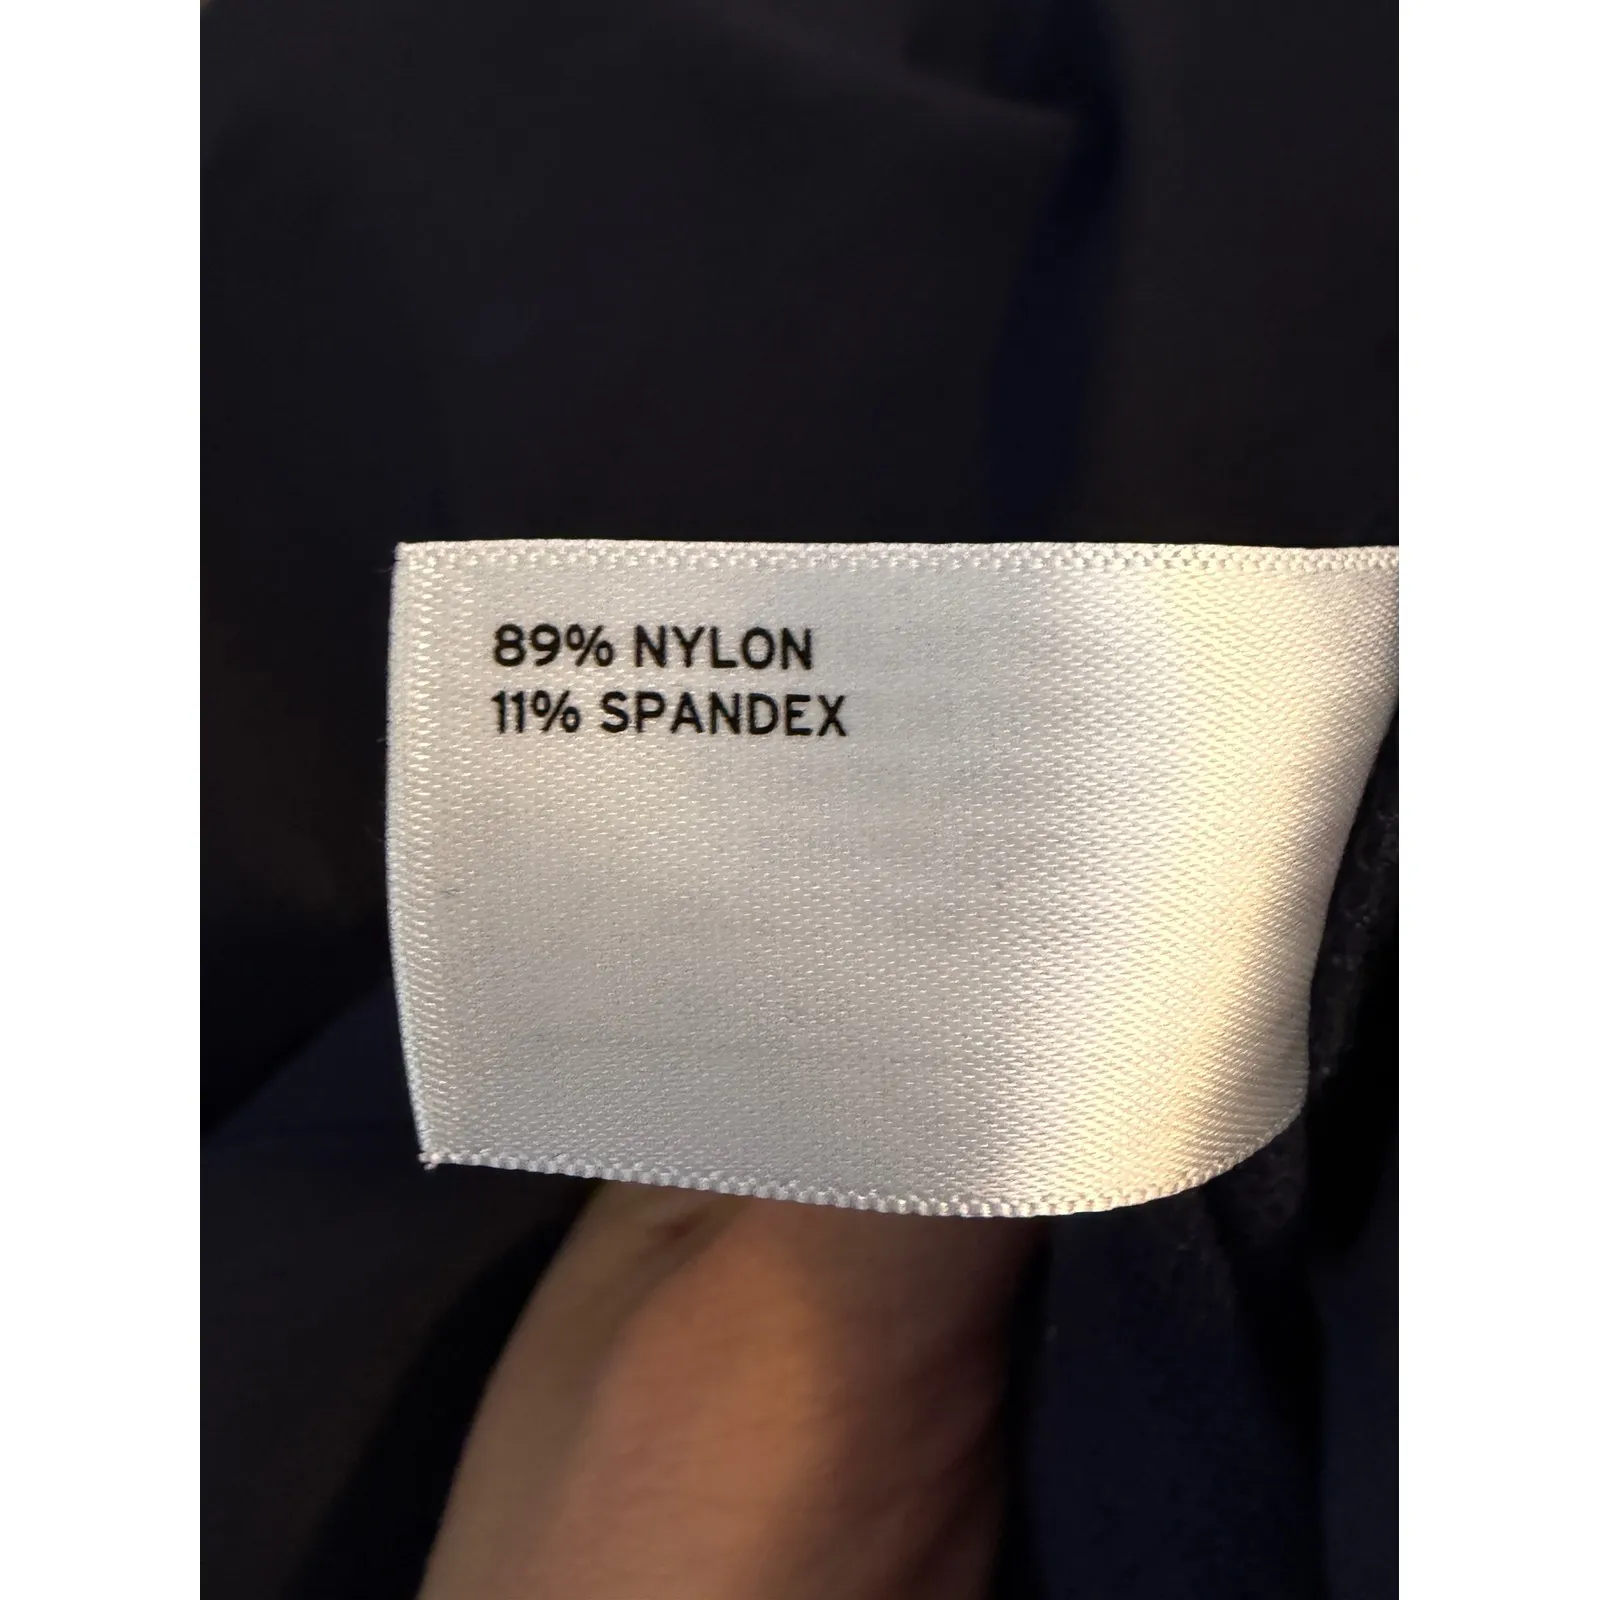 89% NYLON
11% SPANDEX